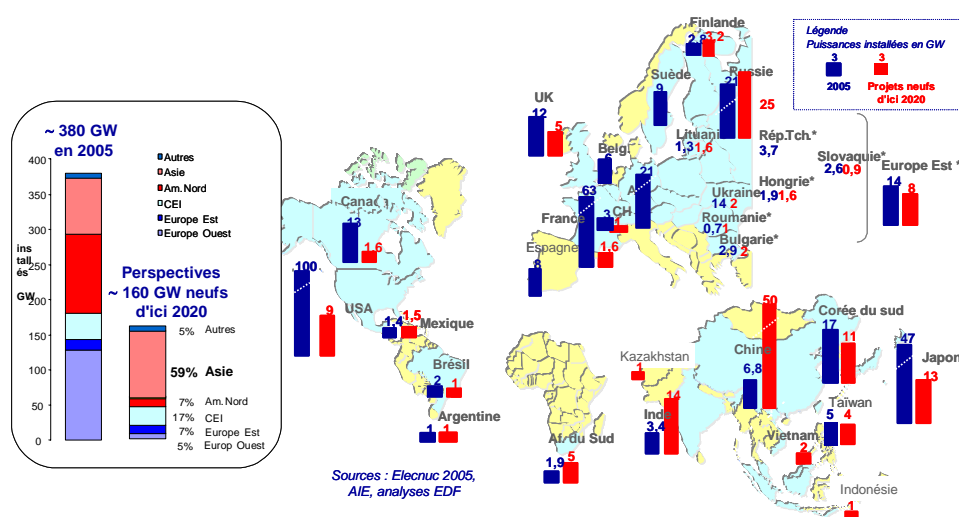 ~ 380 GW
en 2005
400
350
300
250
200
150
100
50
0
ins
tall
és
GW
Autres
Asie
Am. Nord
CEI
Europe Est
Europe Ouest
Perspectives
~ 160 GW neufs
d'ici 2020
5% Autres
59% Asie
7% Am. Nord
17% CEI
7% Europe Est
5% Europ Ouest
Légende
Puissances installées en GW
3 3
2005 Projets neufs
d'ici 2020
Canada
13 1,6
USA
100 9
Mexique
1,4 1,5
Brésil
2 1
Argentine
1 1
Sources : Elecnuc 2005,
AIE, analyses EDF
Finlande
2,8 3,2
Suède
9
Russie
21 25
UK
12 5
Lituani
1,3 1,6
Rép.Tch.*
3,7
Belg.
6
A
21
Slovaquie*
2,6 0,9
Europe Est *
14 8
Hongrie*
1,9 1,6
Ukraine
14 2
France
63 1,6
CH
3 1
Roumanie*
0,7 1
Bulgarie*
2,9 2
Espagne
8
Kazakhstan
1
Chine
6,8 50
Corée du sud
17 11
Japon
47 13
Inde
3,4 14
Taïwan
5 4
Vietnam
2
Af. du Sud
1,9 5
Indonésie
1